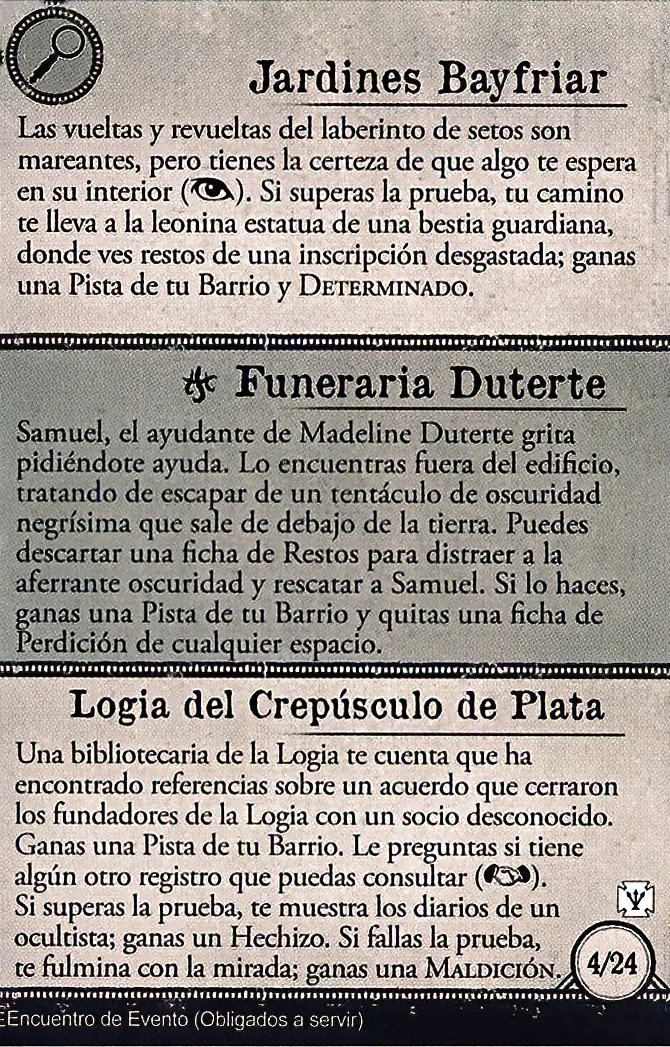 Jardines Bayfriar
Las vueltas y revueltas del laberinto de setos son
mareantes, pero tienes la certeza de que algo te espera
en su interior (). Si superas la prueba, tu camino
te lleva a la leonina estatua de una bestia guardiana,
donde ves restos de una inscripción desgastada; ganas
una Pista de tu Barrio y DETERMINADO.
Funeraria Duterte
Samuel, el ayudante de Madeline Duterte grita
pidiéndote ayuda. Lo encuentras fuera del edificio,
tratando de escapar de un tentáculo de oscuridad
negrísima que sale de debajo de la tierra. Puedes
descartar una ficha de Restos para distraer a la
aferrante oscuridad y rescatar a Samuel. Si lo haces,
ganas una Pista de tu Barrio y quitas una ficha de
Perdición de cualquier espacio.
Logia del Crepúsculo de Plata
Una bibliotecaria de la Logia te cuenta que ha
encontrado referencias sobre un acuerdo que cerraron
los fundadores de la Logia con un socio desconocido.
Ganas una Pista de tu Barrio. Le preguntas si tiene
algún otro registro que puedas consultar ().
Si superas la prueba, te muestra los diarios de un
ocultista; ganas un Hechizo. Si fallas la prueba,
te fulmina con la mirada; ganas una MALDICIÓN.
4/24
Encuentro de Evento (Obligados a servir)